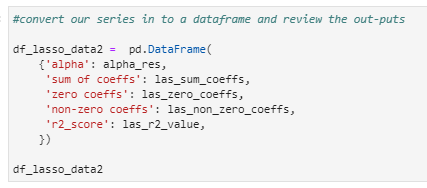 #convert our series in to a dataframe and review the out-puts
df_lasso_data2 = pd.DataFrame(
{'alpha': alpha_res,
'sum of coeffs': las_sum_coeffs,
'zero coeffs': las_zero_coeffs,
'non-zero coeffs': las_non_zero_coeffs,
'r2_score': las_r2_value,
})
df_lasso_data2